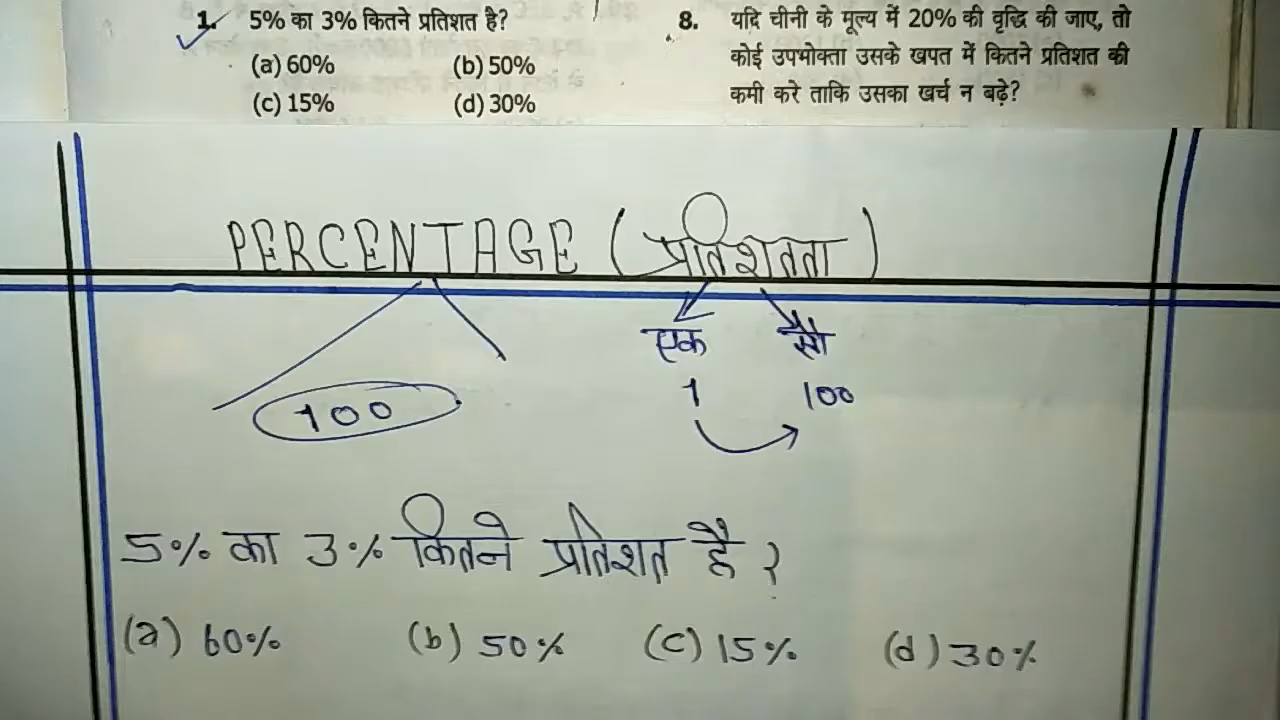 1. 5% का 3% कितने प्रतिशत है?
(a) 60% (b) 50%
(c) 15% (d) 30%
8. यदि चीनी के मूल्य में 20% की वृद्धि की जाए, तो
कोई उपभोक्ता उसके खपत में कितने प्रतिशत की
कमी करे ताकि उसका खर्च न बढ़े?
PERCENTAGE (प्रतिशतता)
एक सौ
100 1 100
5% का 3% कितने प्रतिशत है?
(a) 60% (b) 50% (c) 15% (d) 30%